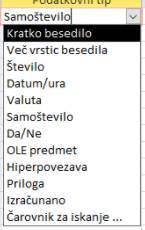 Podatkovni tip
Samoštevilo
Kratko besedilo
Več vrstic besedila
Število
Datum/ura
Valuta
Samoštevilo
Da/Ne
OLE predmet
Hiperpovezava
Priloga
Izračunano
Čarovnik za iskanje ...